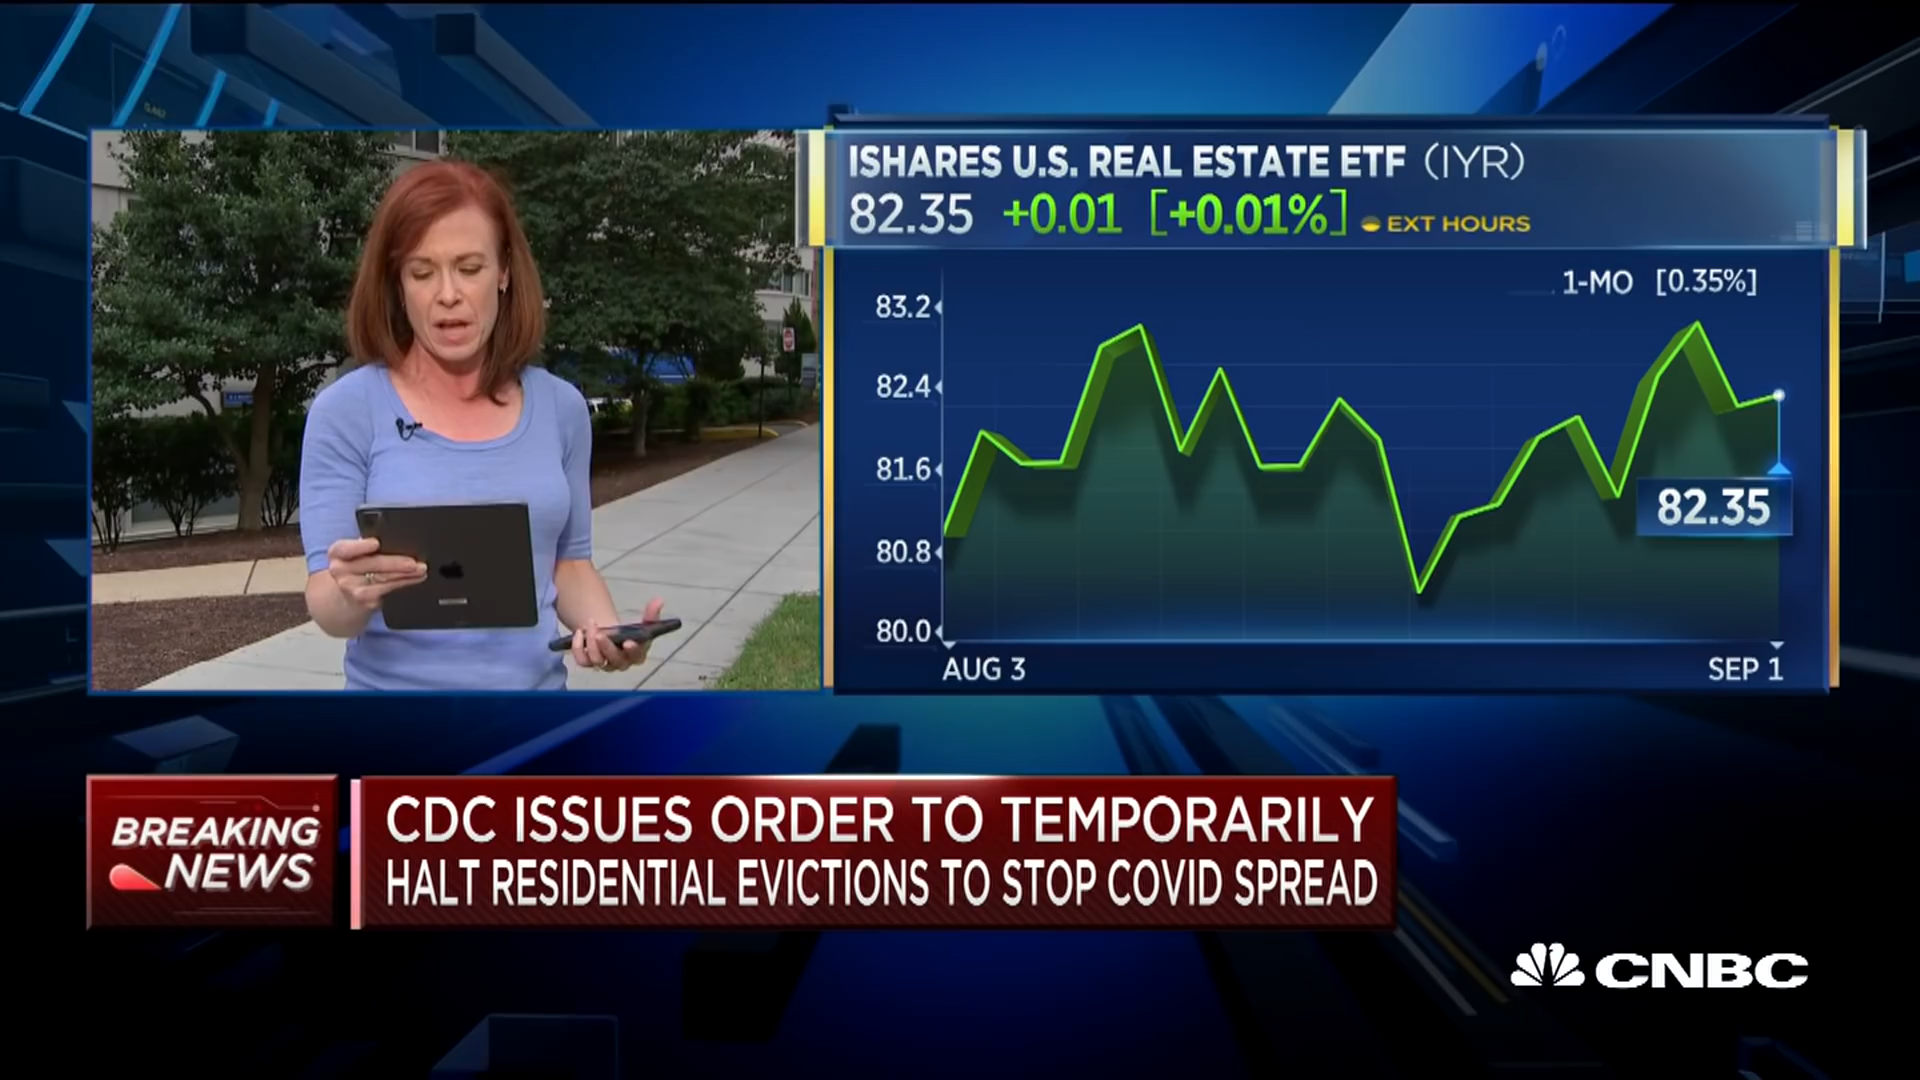 ISHARES U.S. REAL ESTATE ETF (IYR)
82.35 +0.01 [+0.01%] EXT HOURS
1-MO [0.35%]
83.2
82.4
81.6
80.8
80.0
82.35
AUG 3
SEP 1
BREAKING
NEWS
CDC ISSUES ORDER TO TEMPORARILY
HALT RESIDENTIAL EVICTIONS TO STOP COVID SPREAD
CNBC